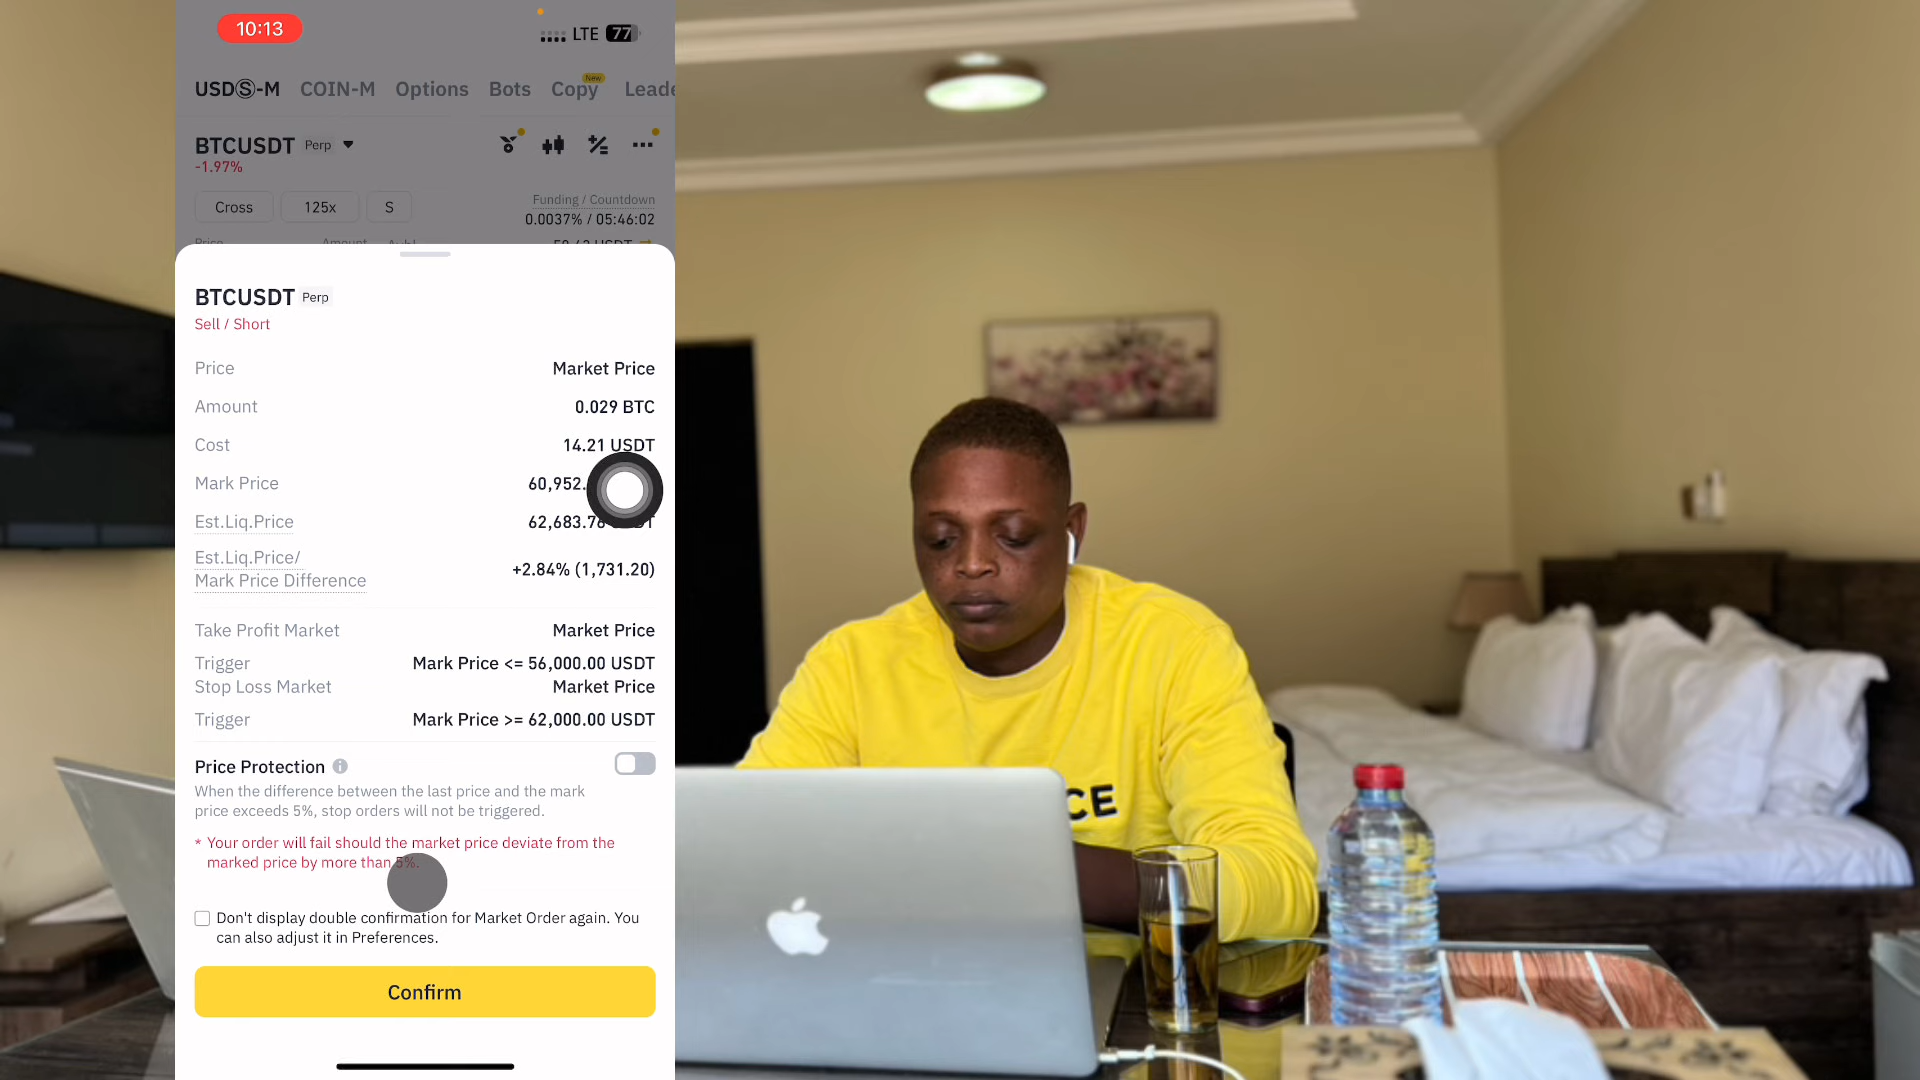 10:13 LTE 77
USDⓈ-M COIN-M Options Bots Copy New
BTCUSDT Perp
-1.97%
Cross 125x S
Funding / Countdown
0.0037% / 05:46:02
BTCUSDT Perp
Sell / Short
Price Market Price
Amount 0.029 BTC
Cost 14.21 USDT
Mark Price 60,952.
Est.Liq.Price 62,683.76
Est.Liq.Price/
Mark Price Difference +2.84% (1,731.20)
Take Profit Market Market Price
Trigger Mark Price <= 56,000.00 USDT
Stop Loss Market Market Price
Trigger Mark Price >= 62,000.00 USDT
Price Protection
When the difference between the last price and the mark
price exceeds 5%, stop orders will not be triggered.
* Your order will fail should the market price deviate from the
marked price by more than 5%.
Don't display double confirmation for Market Order again. You
can also adjust it in Preferences.
Confirm